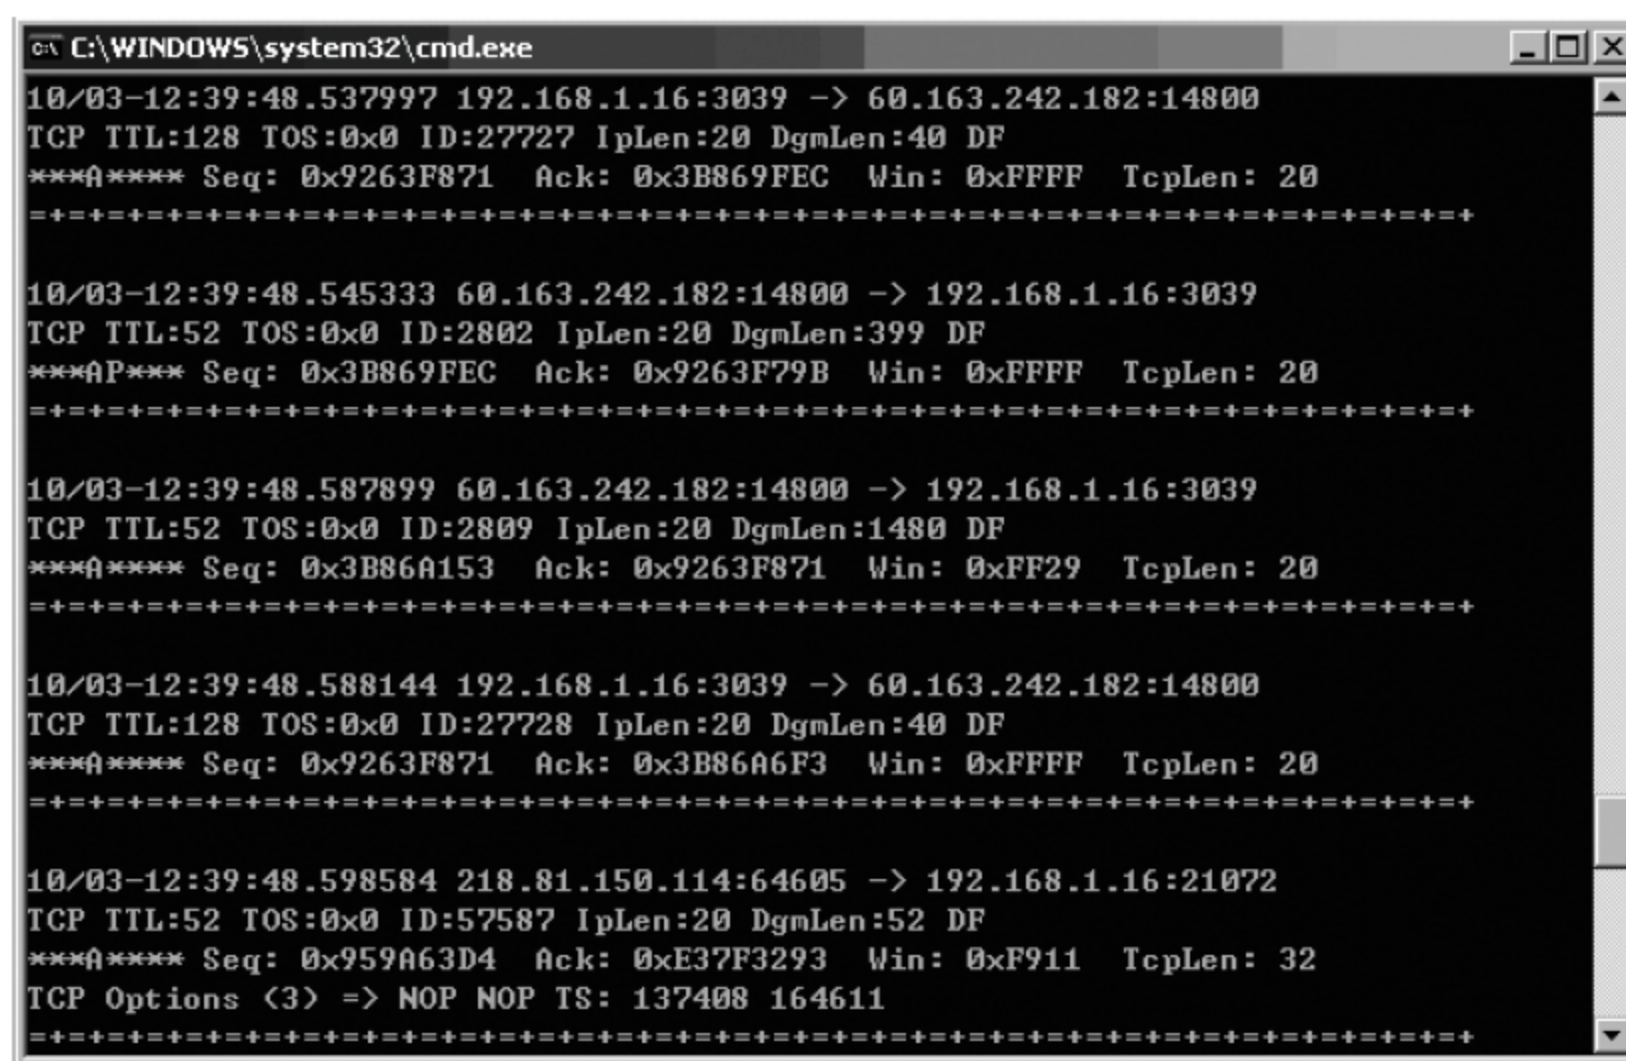 C:\WINDOWS\system32\cmd.exe
10/03-12:39:48.537997 192.168.1.16:3039 -> 60.163.242.182:14800
TCP TTL:128 TOS:0x0 ID:27727 IpLen:20 DgmLen:40 DF
***A**** Seq: 0x9263F871  Ack: 0x3B869FEC  Win: 0xFFFF  TcpLen: 20
=+=+=+=+=+=+=+=+=+=+=+=+=+=+=+=+=+=+=+=+=+=+=+=+=+=+=+=+=+=+=+=+=+=+=+=+=+
10/03-12:39:48.545333 60.163.242.182:14800 -> 192.168.1.16:3039
TCP TTL:52 TOS:0x0 ID:2802 IpLen:20 DgmLen:399 DF
***AP*** Seq: 0x3B869FEC  Ack: 0x9263F79B  Win: 0xFFFF  TcpLen: 20
=+=+=+=+=+=+=+=+=+=+=+=+=+=+=+=+=+=+=+=+=+=+=+=+=+=+=+=+=+=+=+=+=+=+=+=+=+
10/03-12:39:48.587899 60.163.242.182:14800 -> 192.168.1.16:3039
TCP TTL:52 TOS:0x0 ID:2809 IpLen:20 DgmLen:1480 DF
***A**** Seq: 0x3B86A153  Ack: 0x9263F871  Win: 0xFF29  TcpLen: 20
=+=+=+=+=+=+=+=+=+=+=+=+=+=+=+=+=+=+=+=+=+=+=+=+=+=+=+=+=+=+=+=+=+=+=+=+=+
10/03-12:39:48.588144 192.168.1.16:3039 -> 60.163.242.182:14800
TCP TTL:128 TOS:0x0 ID:27728 IpLen:20 DgmLen:40 DF
***A**** Seq: 0x9263F871  Ack: 0x3B86A6F3  Win: 0xFFFF  TcpLen: 20
=+=+=+=+=+=+=+=+=+=+=+=+=+=+=+=+=+=+=+=+=+=+=+=+=+=+=+=+=+=+=+=+=+=+=+=+=+
10/03-12:39:48.598584 218.81.150.114:64605 -> 192.168.1.16:21072
TCP TTL:52 TOS:0x0 ID:57587 IpLen:20 DgmLen:52 DF
***A**** Seq: 0x959A63D4  Ack: 0xE37F3293  Win: 0xF911  TcpLen: 32
TCP Options (3) => NOP NOP TS: 137408 164611
=+=+=+=+=+=+=+=+=+=+=+=+=+=+=+=+=+=+=+=+=+=+=+=+=+=+=+=+=+=+=+=+=+=+=+=+=+